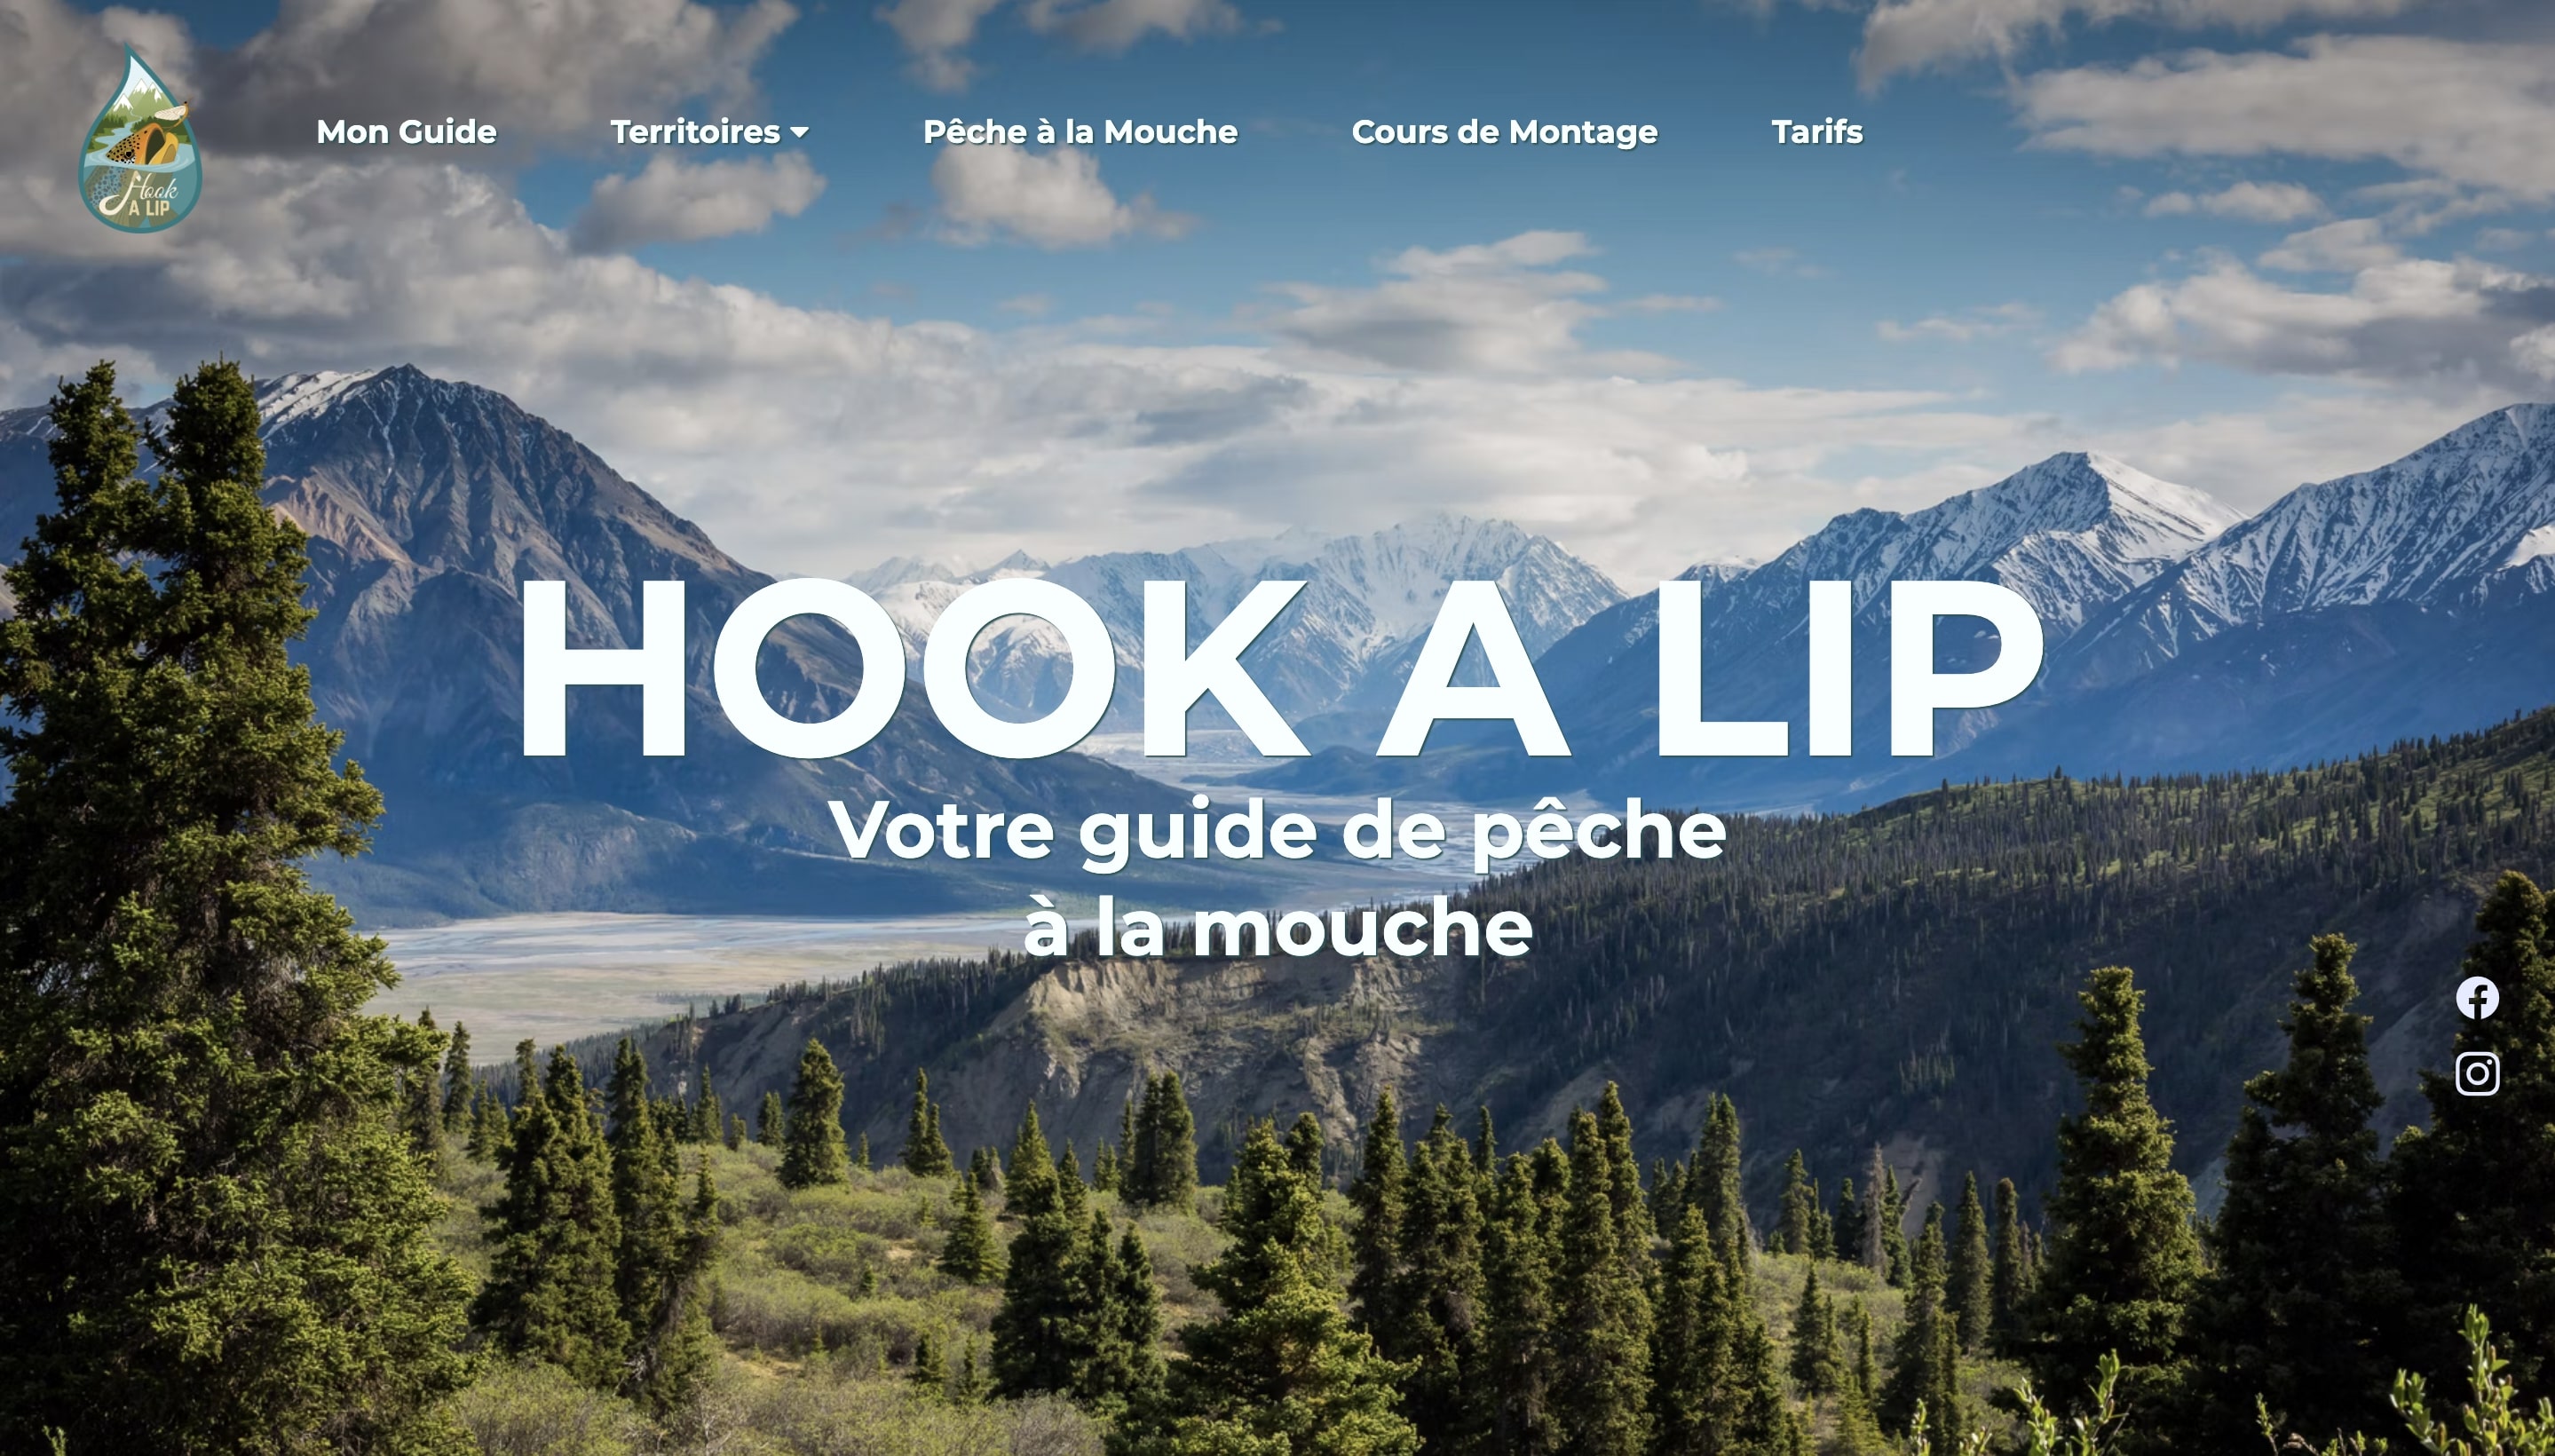 Hook
A LIP
Mon Guide
Territoires
Pêche à la Mouche
Cours de Montage
Tarifs
HOOK A LIP
Votre guide de pêche
à la mouche